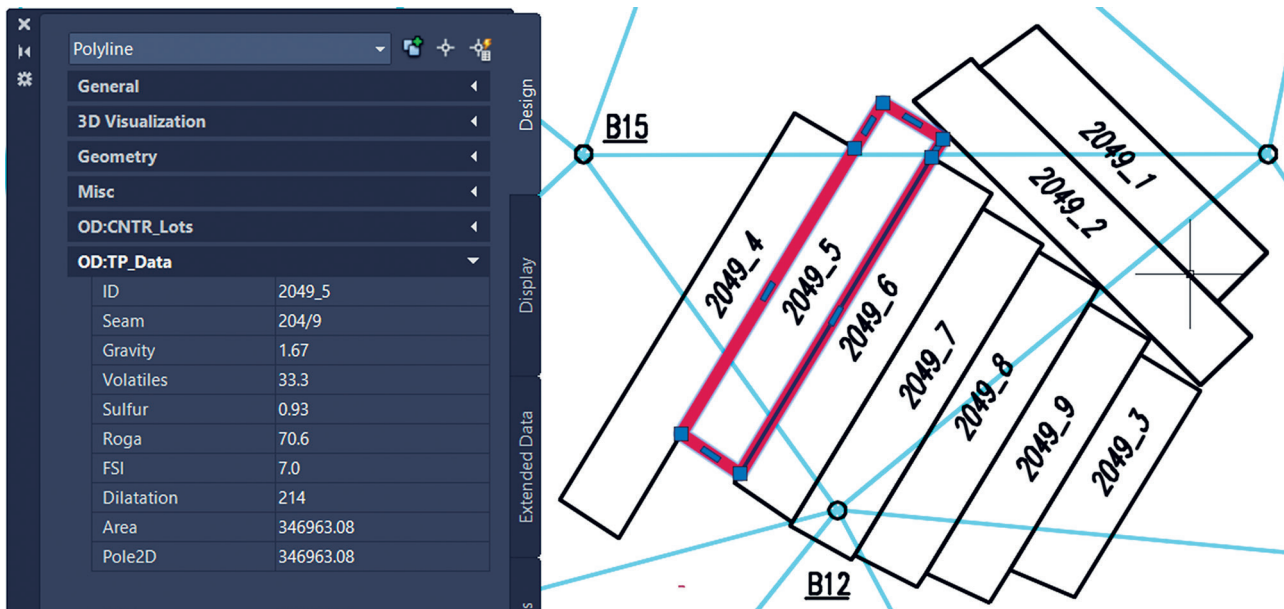 Polyline
General
3D Visualization
Geometry
Misc
OD:CNTR_Lots
OD:TP_Data
ID 2049_5
Seam 204/9
Gravity 1.67
Volatiles 33.3
Sulfur 0.93
Roga 70.6
FSI 7.0
Dilatation 214
Area 346963.08
Pole2D 346963.08
Design
Display
Extended Data
B15
2049_1
2049_2
2049_4
2049_5
2049_6
2049_7
2049_8
2049_9
2049_3
B12